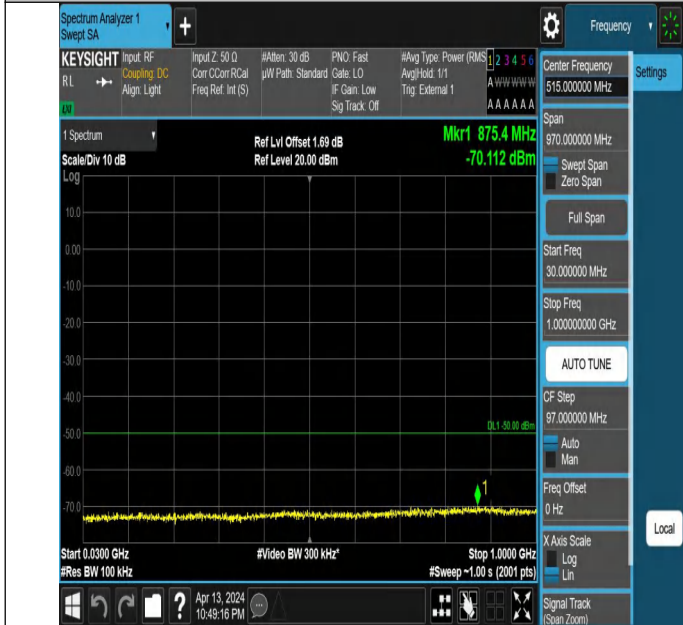 Spectrum Analyzer 1
Swept SA
+
Frequency
KEYSIGHT
RL
LXI
Input: RF
Coupling: DC
Align: Light
Input Z: 50 Ω
Corr CCorr RCal
Freq Ref: Int (S)
#Atten: 30 dB
µW Path: Standard
PNO: Fast
Gate: LO
IF Gain: Low
Sig Track: Off
#Avg Type: Power (RMS
Avg|Hold: 1/1
Trig: External 1
1 2 3 4 5 6
A W W W W W
A A A A A A
1 Spectrum
Scale/Div 10 dB
Log
Ref Lvl Offset 1.69 dB
Ref Level 20.00 dBm
Mkr1 875.4 MHz
-70.112 dBm
10.0
0.00
-10.0
-20.0
-30.0
-40.0
-50.0
-60.0
-70.0
DL1 -50.00 dBm
1
Start 0.0300 GHz
#Res BW 100 kHz
#Video BW 300 kHz*
Stop 1.0000 GHz
#Sweep ~1.00 s (2001 pts)
Center Frequency
515.000000 MHz
Settings
Span
970.000000 MHz
Swept Span
Zero Span
Full Span
Start Freq
30.000000 MHz
Stop Freq
1.000000000 GHz
AUTO TUNE
CF Step
97.000000 MHz
Auto
Man
Freq Offset
0 Hz
X Axis Scale
Log
Lin
Local
Signal Track
(Span Zoom)
?
Apr 13, 2024
10:49:16 PM